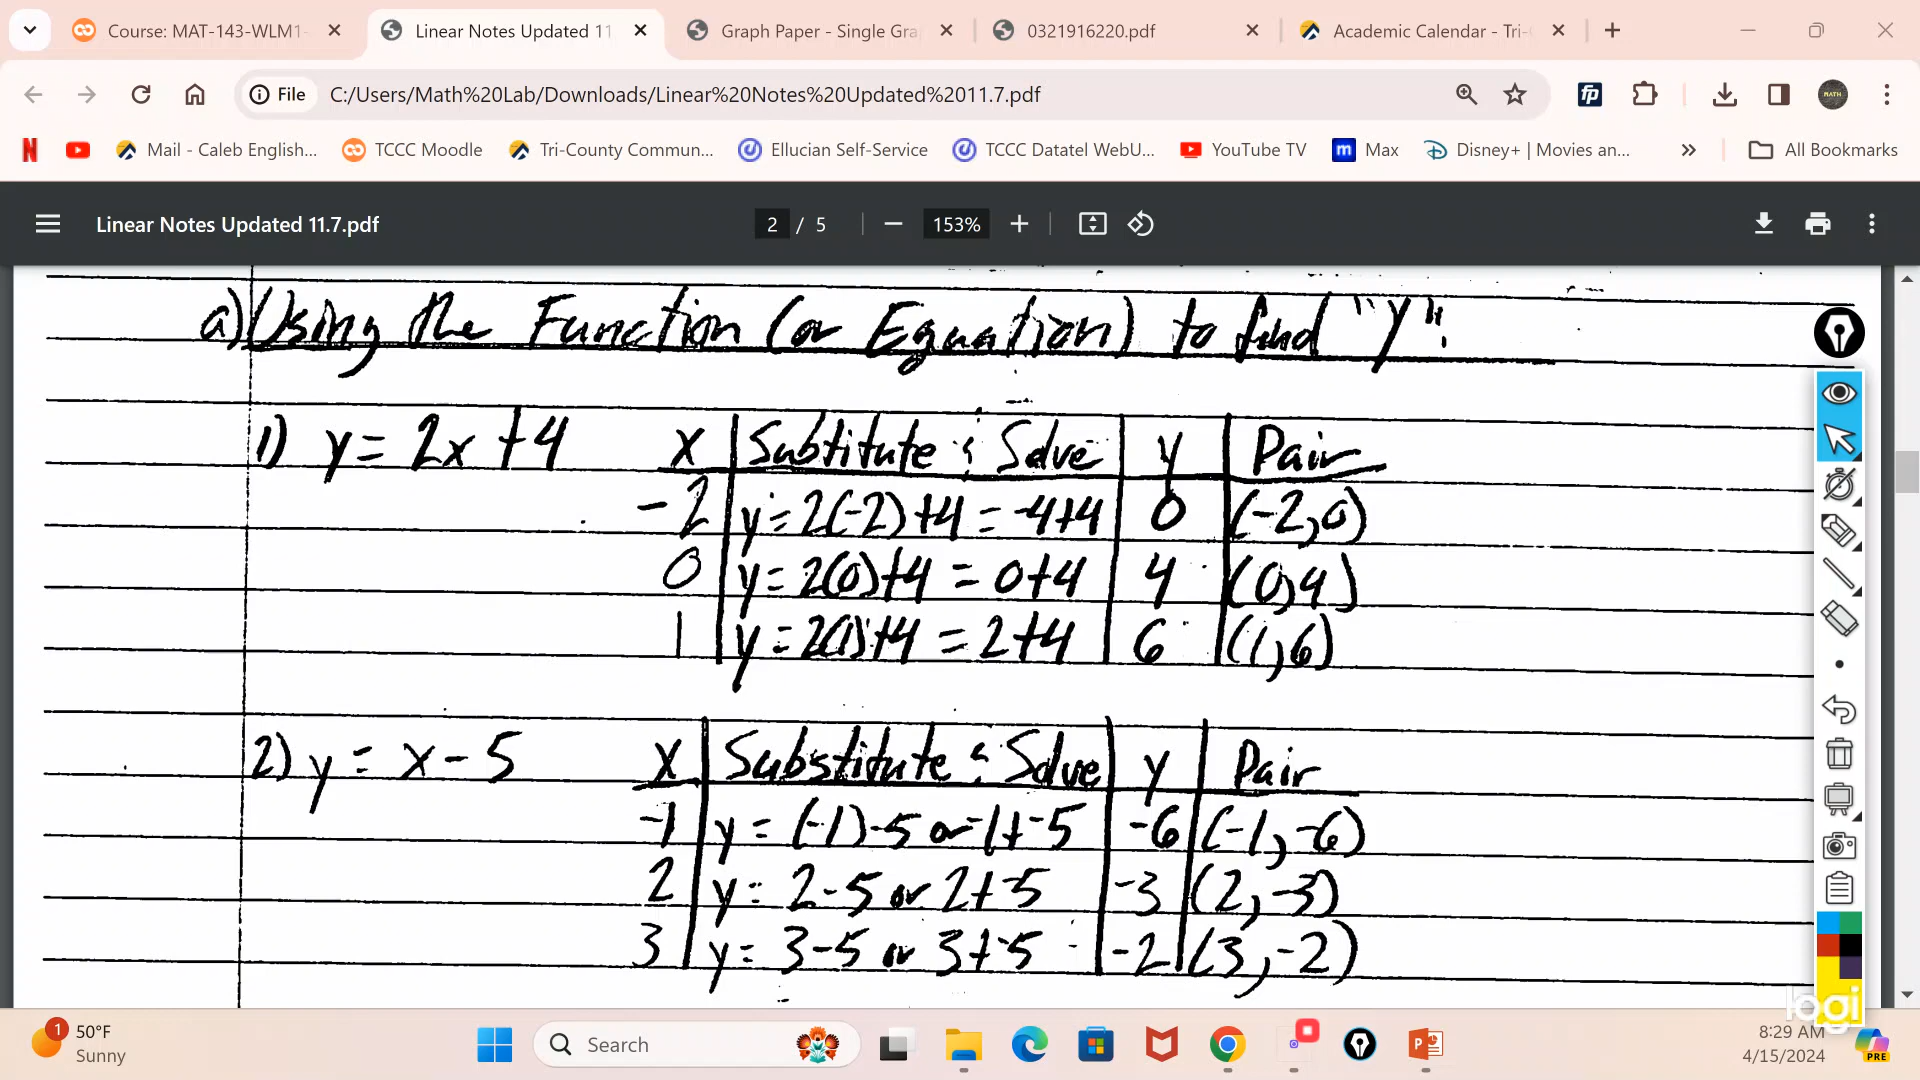 Course: MAT-143-WLM1-
Linear Notes Updated 11
Graph Paper - Single Gra
0321916220.pdf
Academic Calendar - Tri-
File C:/Users/Math%20Lab/Downloads/Linear%20Notes%20Updated%2011.7.pdf
Mail - Caleb English...
TCCC Moodle
Tri-County Commun...
Ellucian Self-Service
TCCC Datatel WebU...
YouTube TV
Max
Disney+ | Movies an...
All Bookmarks
Linear Notes Updated 11.7.pdf 2 / 5 153%
a) Using the Function (or Equation) to find "Y":
1) y = 2x + 4 x Substitute & Solve y Pair
-2 y = 2(-2) + 4 = -4 + 4 0 (-2, 0)
0 y = 2(0) + 4 = 0 + 4 4 (0, 4)
1 y = 2(1) + 4 = 2 + 4 6 (1, 6)
2) y = x - 5 x Substitute & Solve y Pair
-1 y = (-1) - 5 or -1 + -5 -6 (-1, -6)
2 y = 2 - 5 or 2 + -5 -3 (2, -3)
3 y = 3 - 5 or 3 + -5 -2 (3, -2)
logi
1 50°F
Sunny
Search
8:29 AM
4/15/2024
PRE